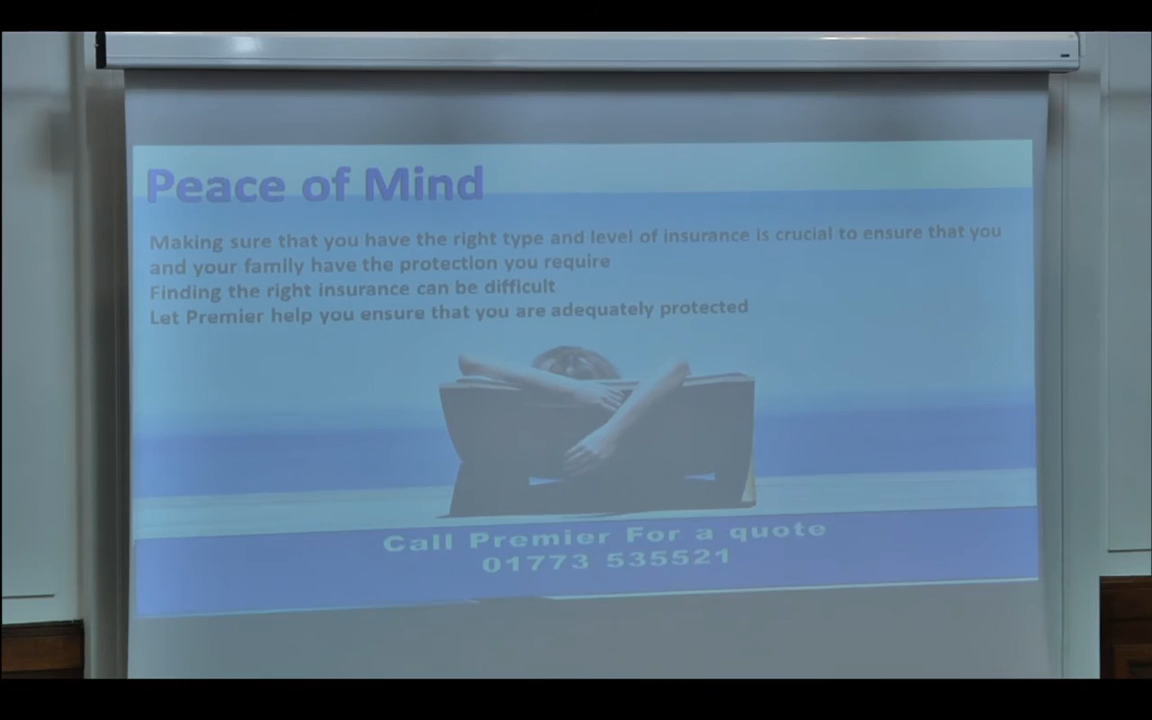 Peace of Mind
Making sure that you have the right type and level of insurance is crucial to ensure that you
and your family have the protection you require
Finding the right insurance can be difficult
Let Premier help you ensure that you are adequately protected
Call Premier For a quote
01773 535521